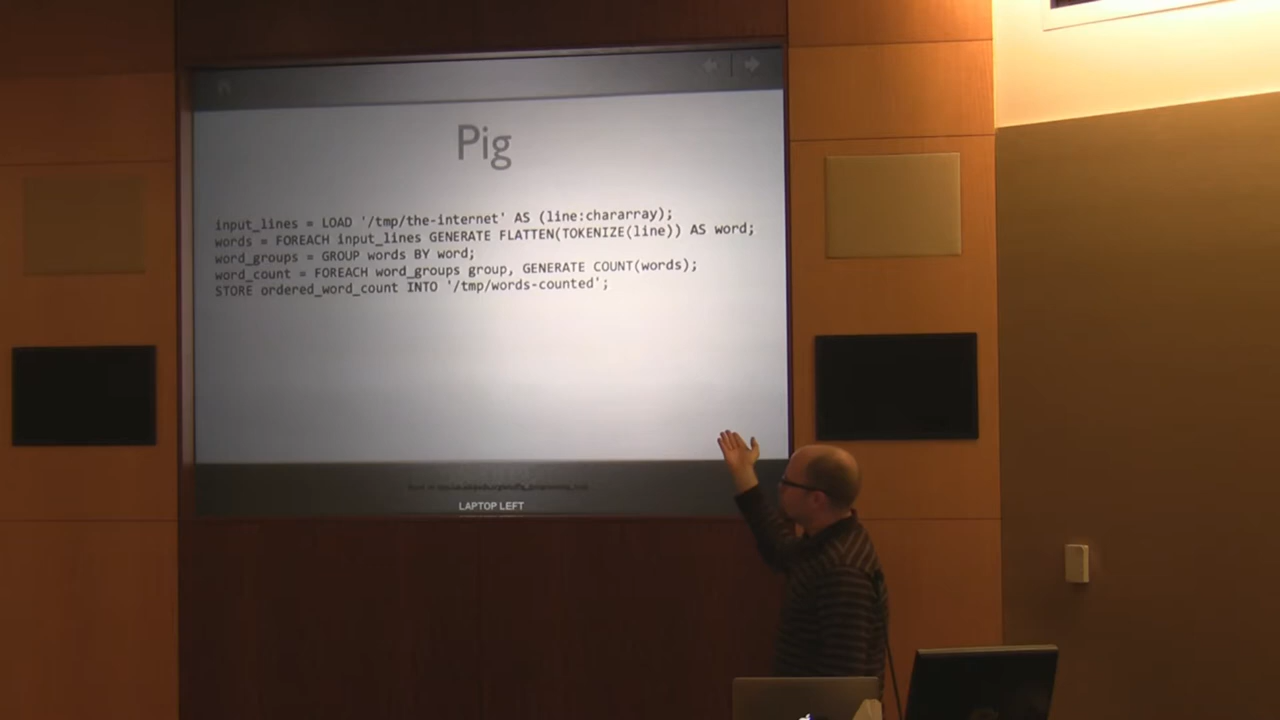 Pig
input_lines = LOAD '/tmp/the-internet' AS (line:chararray);
words = FOREACH input_lines GENERATE FLATTEN(TOKENIZE(line)) AS word;
word_groups = GROUP words BY word;
word_count = FOREACH word_groups group, GENERATE COUNT(words);
STORE ordered_word_count INTO '/tmp/words-counted';
LAPTOP LEFT